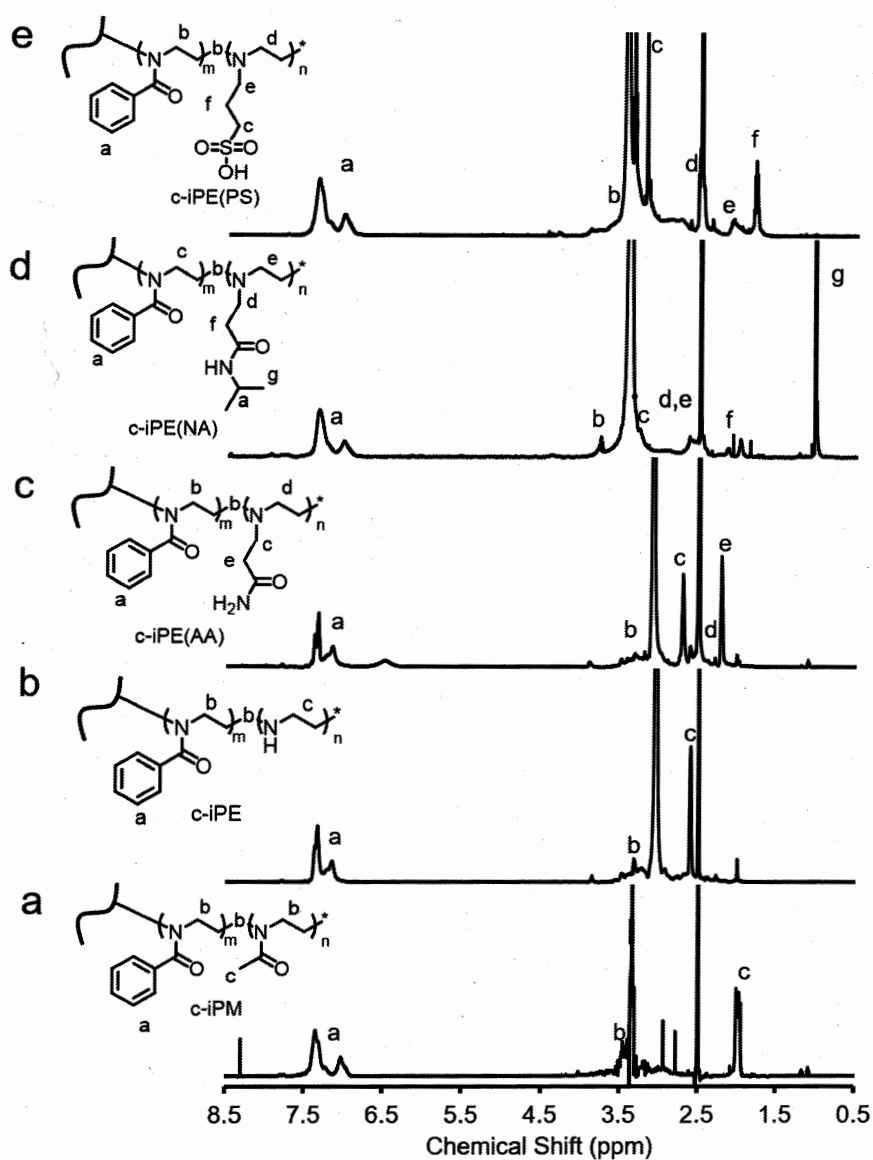 e
b
d
*
N
m
b
N
n
O
e
f
c
a
O=S=O
OH
c-iPE(PS)
a
b
c
d
e
f
d
c
b
e
*
N
m
b
N
n
O
d
f
a
O
HN
g
a
c-iPE(NA)
a
b
c
d,e
f
g
c
b
d
*
N
m
b
N
n
O
c
e
a
O
H₂N
c-iPE(AA)
a
b
c
d
e
b
b
c
*
N
m
b
N
H
n
O
a
c-iPE
a
b
c
a
b
b
*
N
m
b
N
n
O
c
O
a
c-iPM
a
b
c
8.5 7.5 6.5 5.5 4.5 3.5 2.5 1.5 0.5
Chemical Shift (ppm)